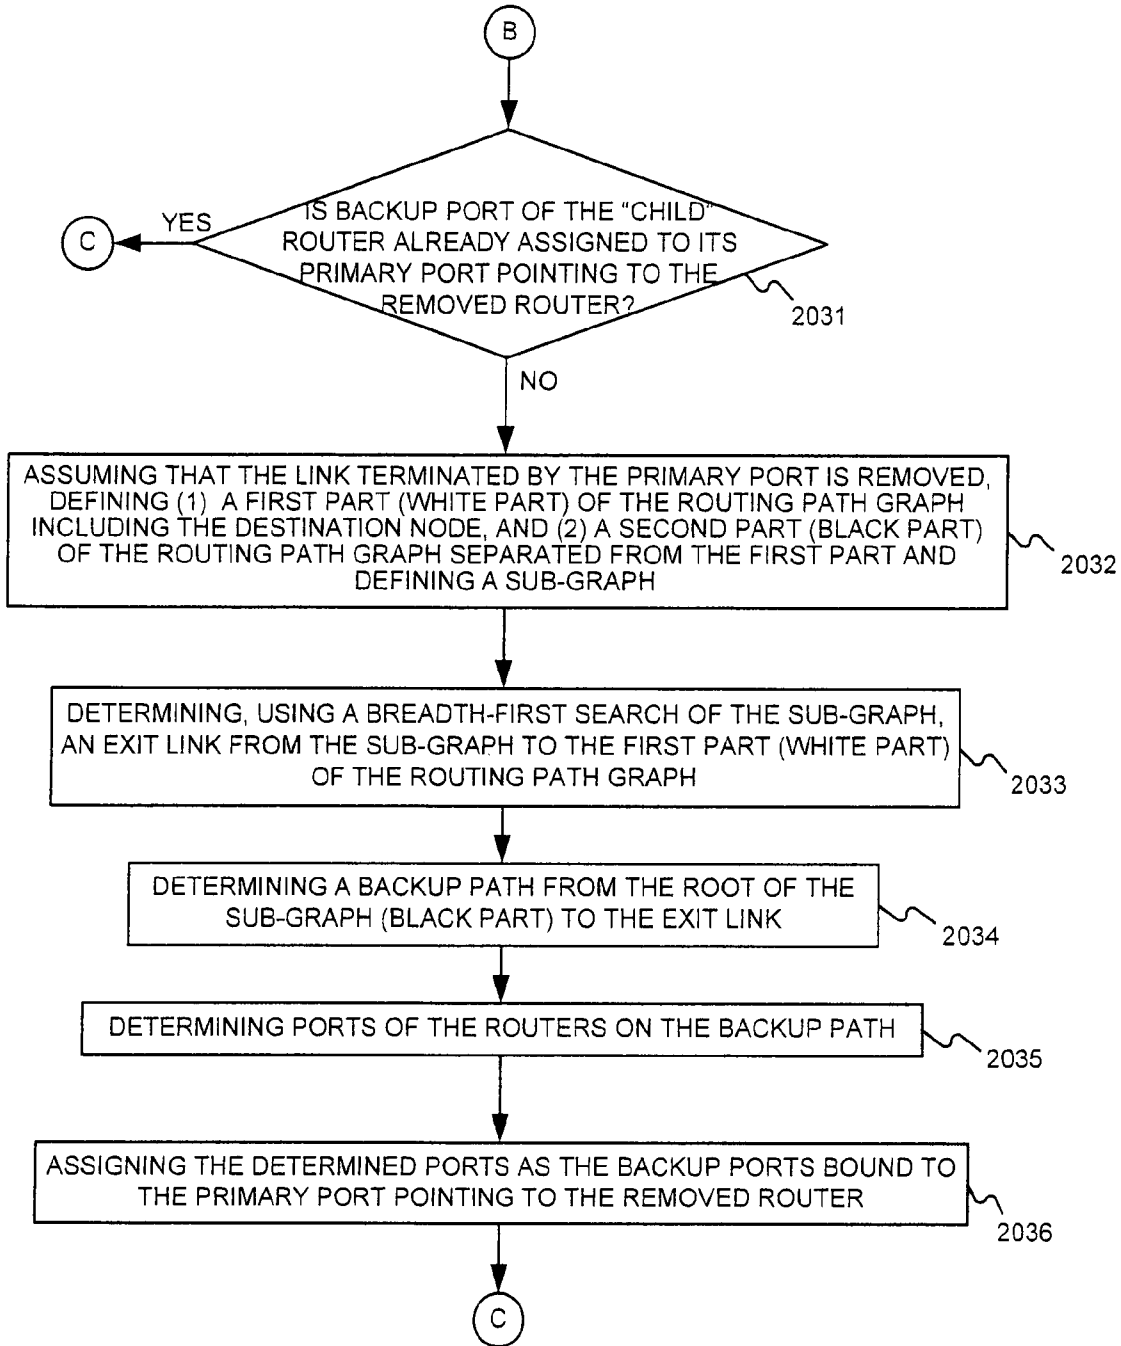 B
IS BACKUP PORT OF THE "CHILD"
ROUTER ALREADY ASSIGNED TO ITS
PRIMARY PORT POINTING TO THE
REMOVED ROUTER?
YES
C
2031
NO
ASSUMING THAT THE LINK TERMINATED BY THE PRIMARY PORT IS REMOVED,
DEFINING (1) A FIRST PART (WHITE PART) OF THE ROUTING PATH GRAPH
INCLUDING THE DESTINATION NODE, AND (2) A SECOND PART (BLACK PART)
OF THE ROUTING PATH GRAPH SEPARATED FROM THE FIRST PART AND
DEFINING A SUB-GRAPH
2032
DETERMINING, USING A BREADTH-FIRST SEARCH OF THE SUB-GRAPH,
AN EXIT LINK FROM THE SUB-GRAPH TO THE FIRST PART (WHITE PART)
OF THE ROUTING PATH GRAPH
2033
DETERMINING A BACKUP PATH FROM THE ROOT OF THE
SUB-GRAPH (BLACK PART) TO THE EXIT LINK
2034
DETERMINING PORTS OF THE ROUTERS ON THE BACKUP PATH
2035
ASSIGNING THE DETERMINED PORTS AS THE BACKUP PORTS BOUND TO
THE PRIMARY PORT POINTING TO THE REMOVED ROUTER
2036
C